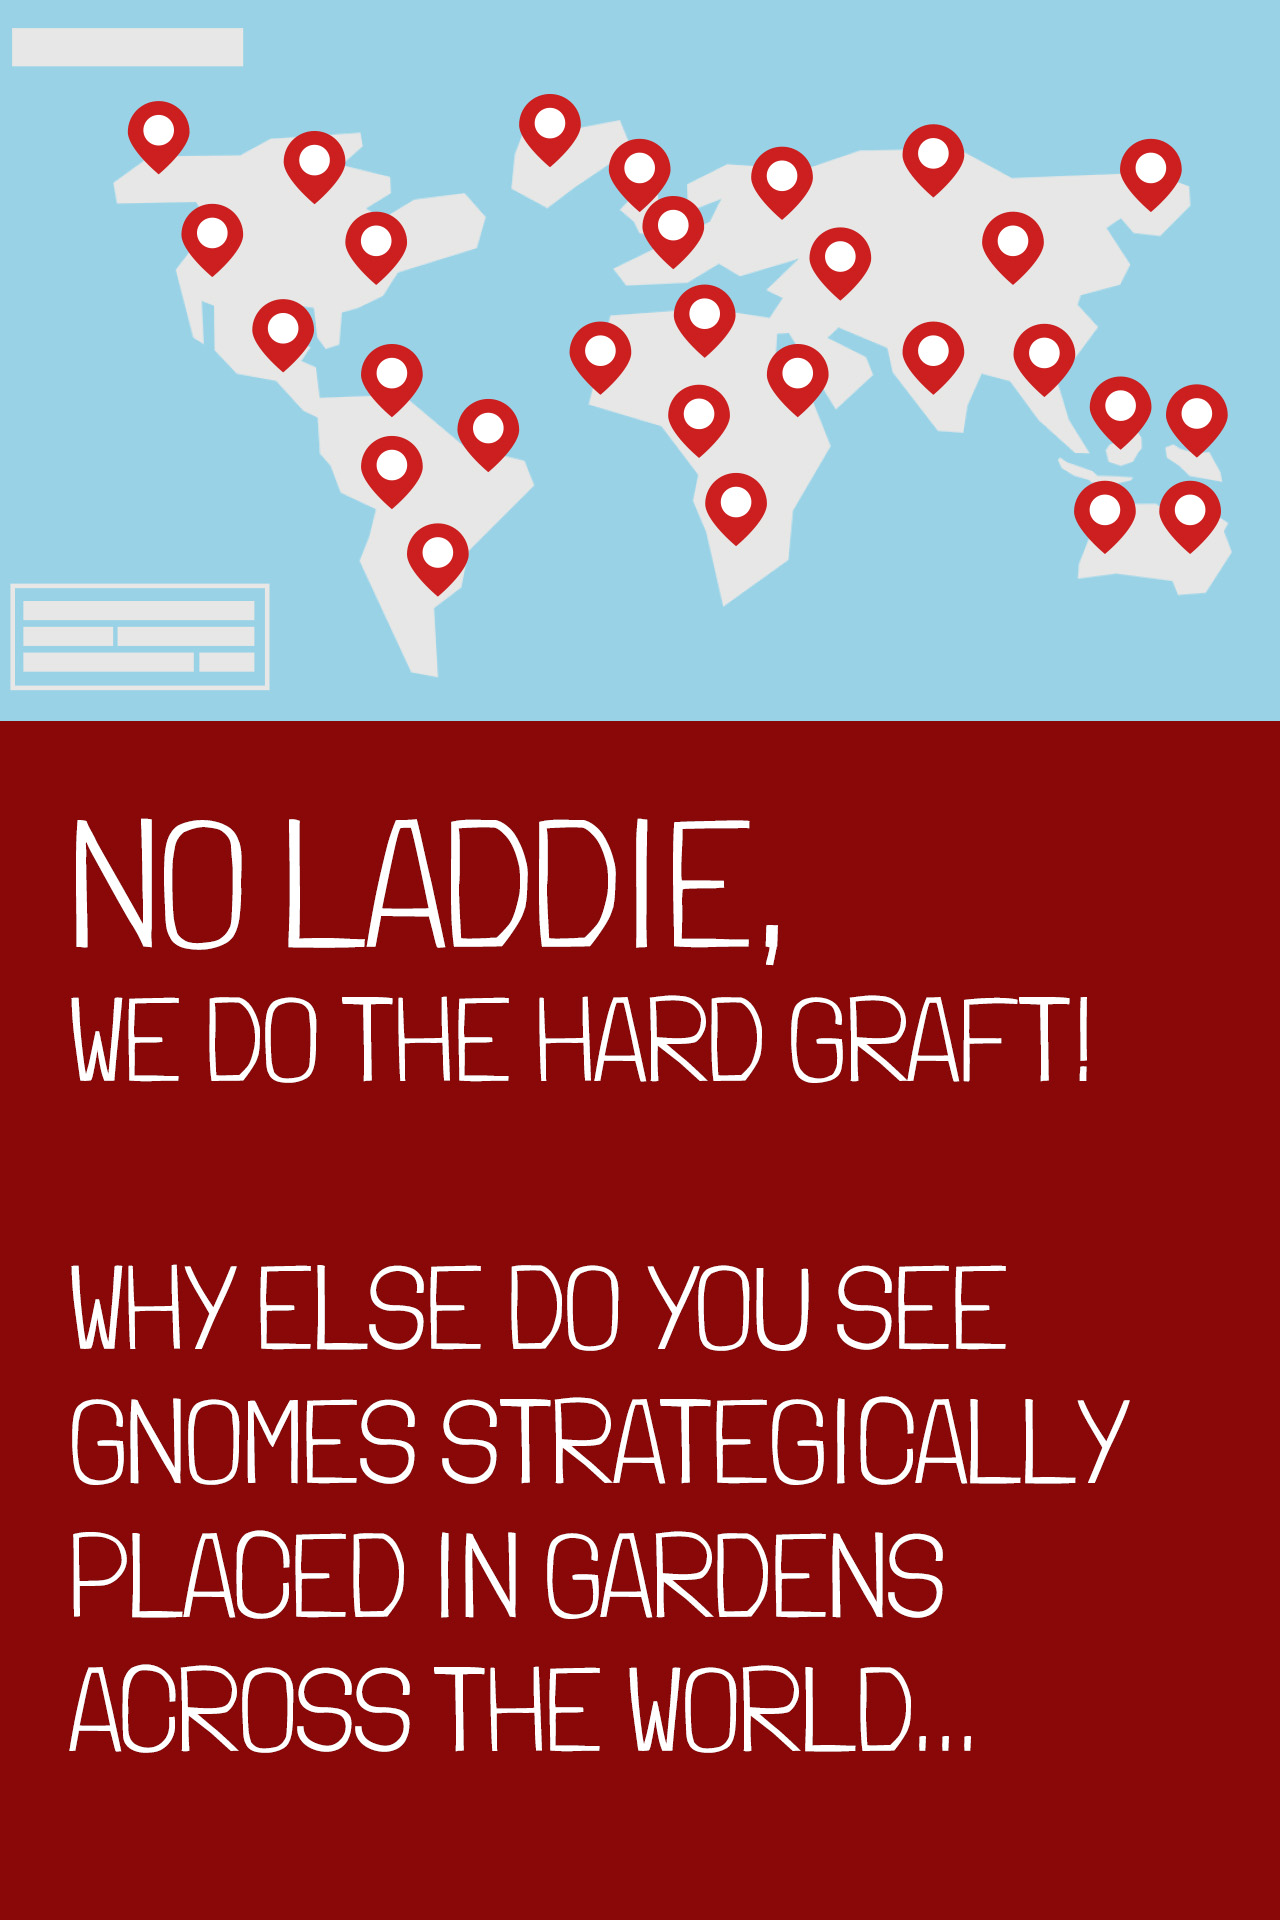 NO LADDIE,
WE DO THE HARD GRAFT!
WHY ELSE DO YOU SEE
GNOMES STRATEGICALLY
PLACED IN GARDENS
ACROSS THE WORLD...